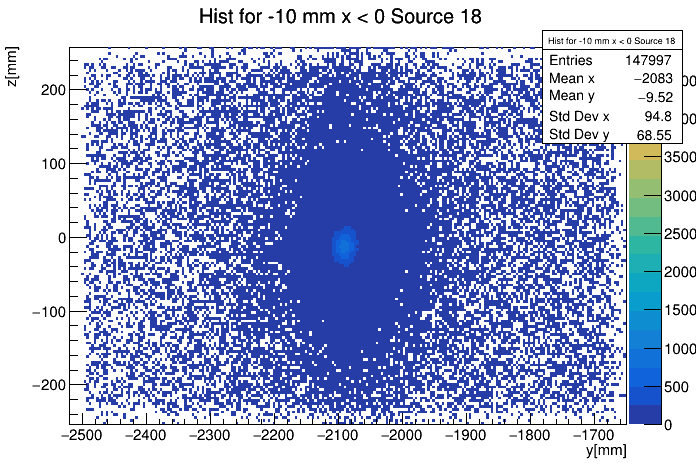 Hist for -10 mm x < 0 Source 18
Hist for -10 mm x < 0 Source 18
Entries 147997
Mean x −2083
Mean y −9.52
Std Dev x 94.8
Std Dev y 68.55
z[mm]
200
100
0
−100
−200
3500
3000
2500
2000
1500
1000
500
0
−2500 −2400 −2300 −2200 −2100 −2000 −1900 −1800 −1700
y[mm]